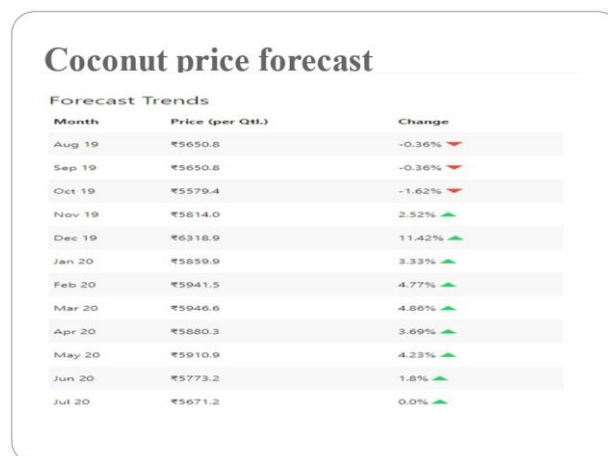 Coconut price forecast
Forecast Trends
Month Price (per Qtl.) Change
Aug 19 ₹5650.8 -0.36%
Sep 19 ₹5650.8 -0.36%
Oct 19 ₹5579.4 -1.62%
Nov 19 ₹5814.0 2.52%
Dec 19 ₹6318.9 11.42%
Jan 20 ₹5859.9 3.33%
Feb 20 ₹5941.5 4.77%
Mar 20 ₹5946.6 4.86%
Apr 20 ₹5880.3 3.69%
May 20 ₹5910.9 4.23%
Jun 20 ₹5773.2 1.8%
Jul 20 ₹5671.2 0.0%